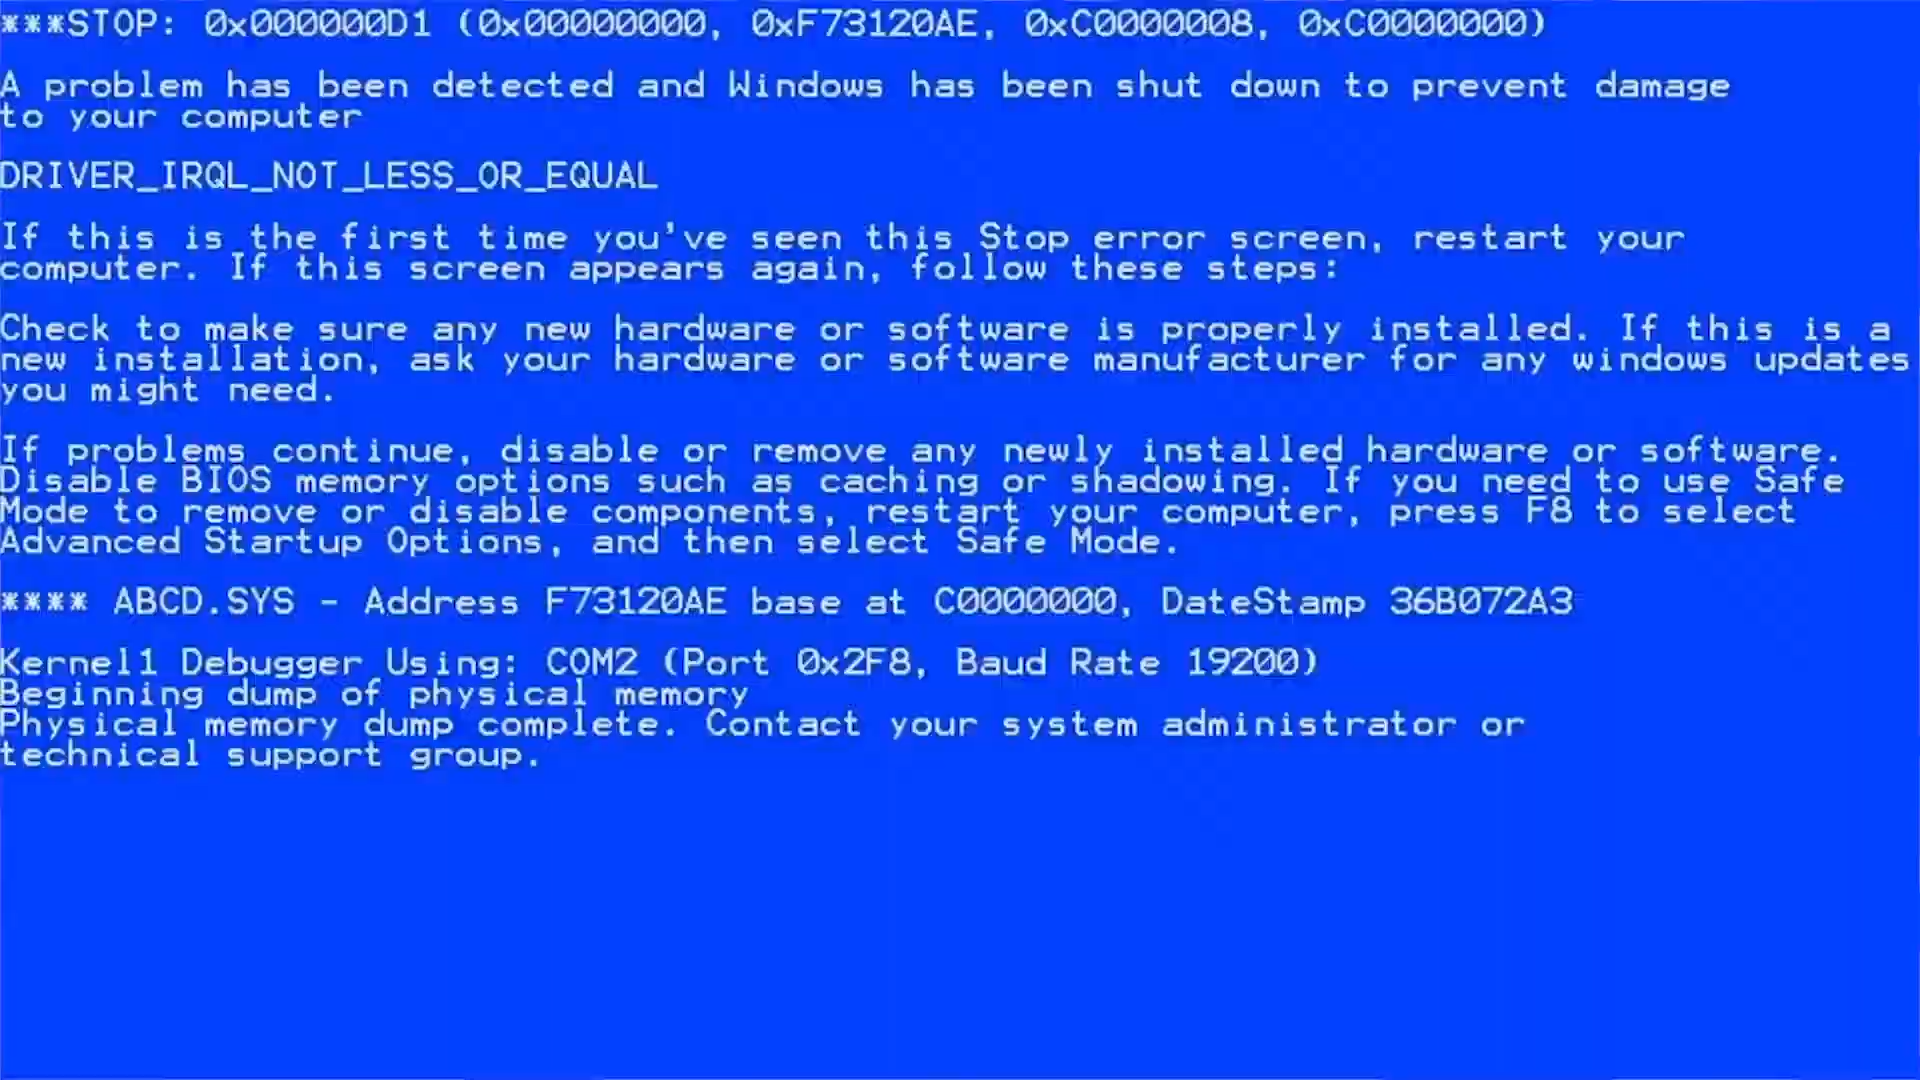 ***STOP: 0x000000D1 (0x00000000, 0xF73120AE, 0xC0000008, 0xC0000000)
A problem has been detected and Windows has been shut down to prevent damage
to your computer
DRIVER_IRQL_NOT_LESS_OR_EQUAL
If this is the first time you've seen this Stop error screen, restart your
computer. If this screen appears again, follow these steps:
Check to make sure any new hardware or software is properly installed. If this is a
new installation, ask your hardware or software manufacturer for any windows updates
you might need.
If problems continue, disable or remove any newly installed hardware or software.
Disable BIOS memory options such as caching or shadowing. If you need to use Safe
Mode to remove or disable components, restart your computer, press F8 to select
Advanced Startup Options, and then select Safe Mode.
**** ABCD.SYS - Address F73120AE base at C0000000, DateStamp 36B072A3
Kernel1 Debugger Using: COM2 (Port 0x2F8, Baud Rate 19200)
Beginning dump of physical memory
Physical memory dump complete. Contact your system administrator or
technical support group.